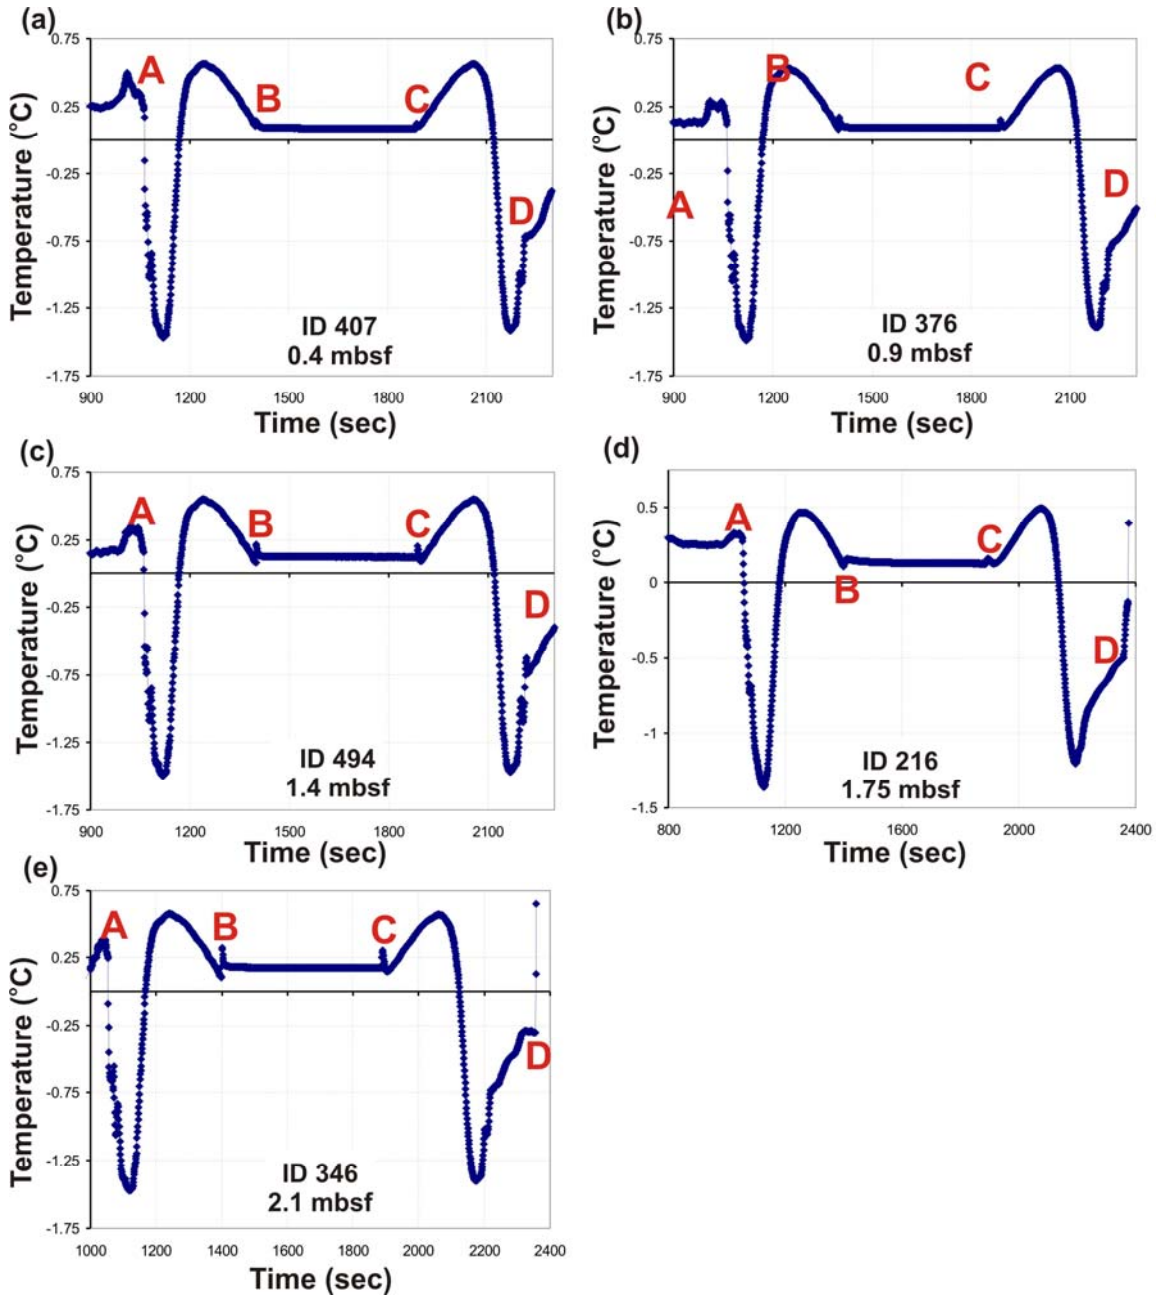 (a)
0.75
0.25
-0.25
-0.75
-1.25
-1.75
Temperature (°C)
A
B
C
D
ID 407
0.4 mbsf
900 1200 1500 1800 2100
Time (sec)
(b)
0.75
0.25
-0.25
-0.75
-1.25
-1.75
Temperature (°C)
A
B
C
D
ID 376
0.9 mbsf
900 1200 1500 1800 2100
Time (sec)
(c)
0.75
0.25
-0.25
-0.75
-1.25
-1.75
Temperature (°C)
A
B
C
D
ID 494
1.4 mbsf
900 1200 1500 1800 2100
Time (sec)
(d)
0.5
0
-0.5
-1
-1.5
Temperature (°C)
A
B
C
D
ID 216
1.75 mbsf
800 1200 1600 2000 2400
Time (sec)
(e)
0.75
0.25
-0.25
-0.75
-1.25
-1.75
Temperature (°C)
A
B
C
D
ID 346
2.1 mbsf
1000 1200 1400 1600 1800 2000 2200 2400
Time (sec)